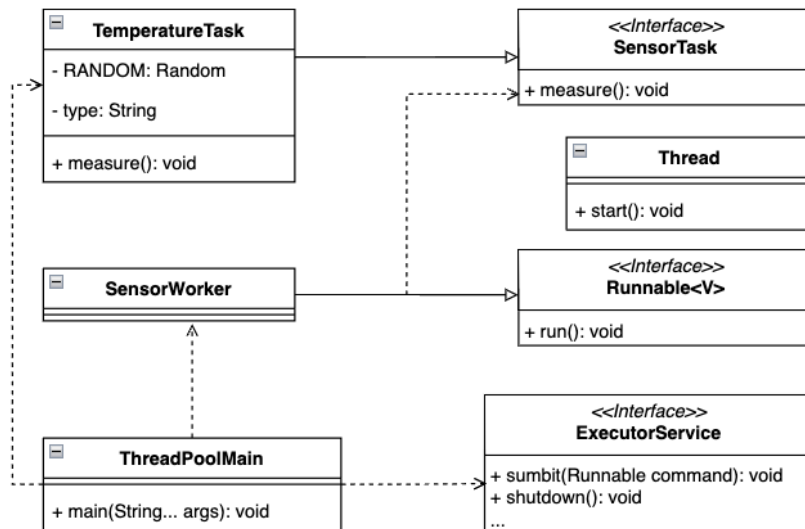 TemperatureTask
- RANDOM: Random
- type: String
+ measure(): void
<<Interface>>
SensorTask
+ measure(): void
Thread
+ start(): void
SensorWorker
<<Interface>>
Runnable<V>
+ run(): void
ThreadPoolMain
+ main(String... args): void
<<Interface>>
ExecutorService
+ sumbit(Runnable command): void
+ shutdown(): void
...